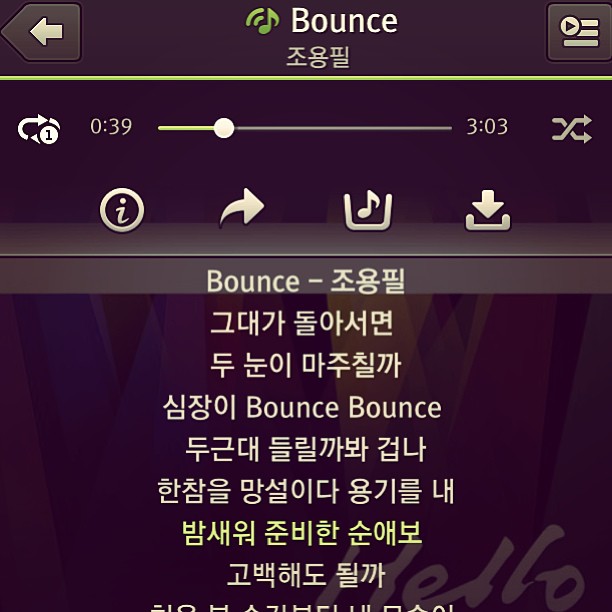 Bounce
조용필
1
0:39
3:03
Bounce – 조용필
그대가 돌아서면
두 눈이 마주칠까
심장이 Bounce Bounce
두근대 들릴까봐 겁나
한참을 망설이다 용기를 내
밤새워 준비한 순애보
고백해도 될까
Hello